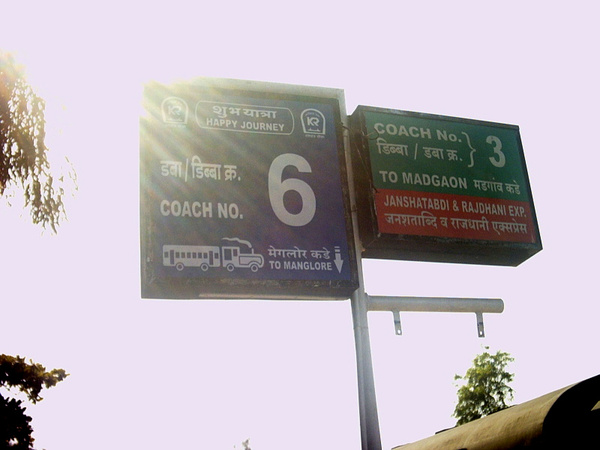 शुभ यात्रा
HAPPY JOURNEY
KR
डबा/डिब्बा क्र.
COACH NO. 6
मेंगलोर कडे
TO MANGLORE
COACH No.
डिब्बा / डबा क्र. } 3
TO MADGAON मडगांव कडे
JANSHATABDI & RAJDHANI EXP.
जनशताब्दि व राजधानी एक्सप्रेस